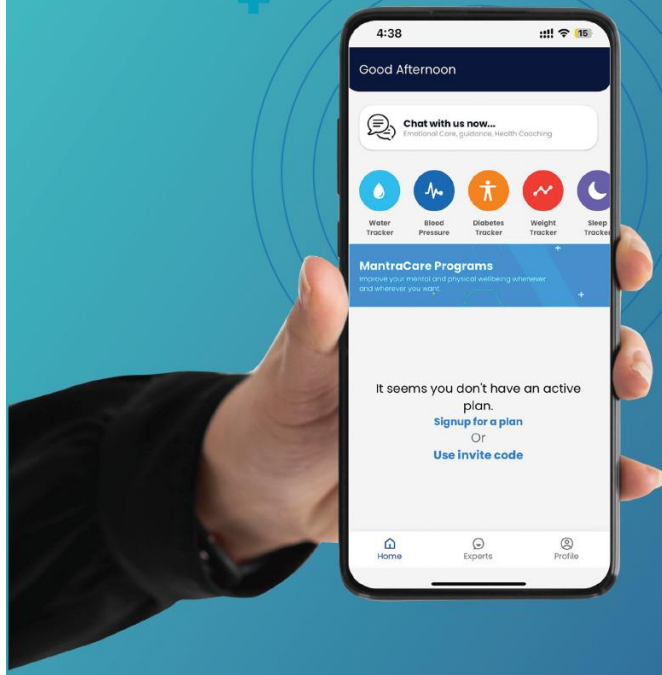 4:38
15
Good Afternoon
Chat with us now...
Emotional Care, guidance, Health Coaching
Water
Tracker
Blood
Pressure
Diabetes
Tracker
Weight
Tracker
Sleep
Tracker
MantraCare Programs
Improve your mental and physical wellbeing whenever
and wherever you want.
It seems you don't have an active
plan.
Signup for a plan
Or
Use invite code
Home
Experts
Profile